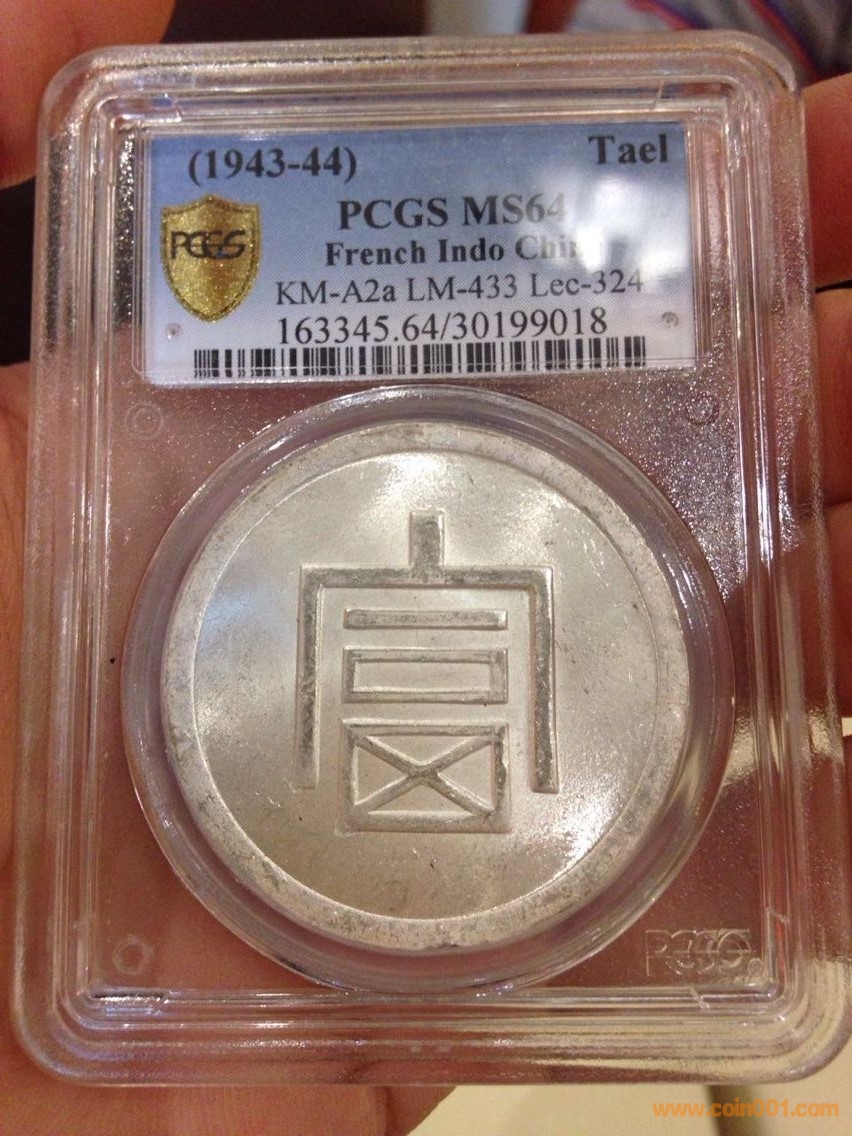 (1943-44) Tael
PCGS MS64
PCGS
French Indo China
KM-A2a LM-433 Lec-324
163345.64/30199018
富
PCGS
www.coin001.com